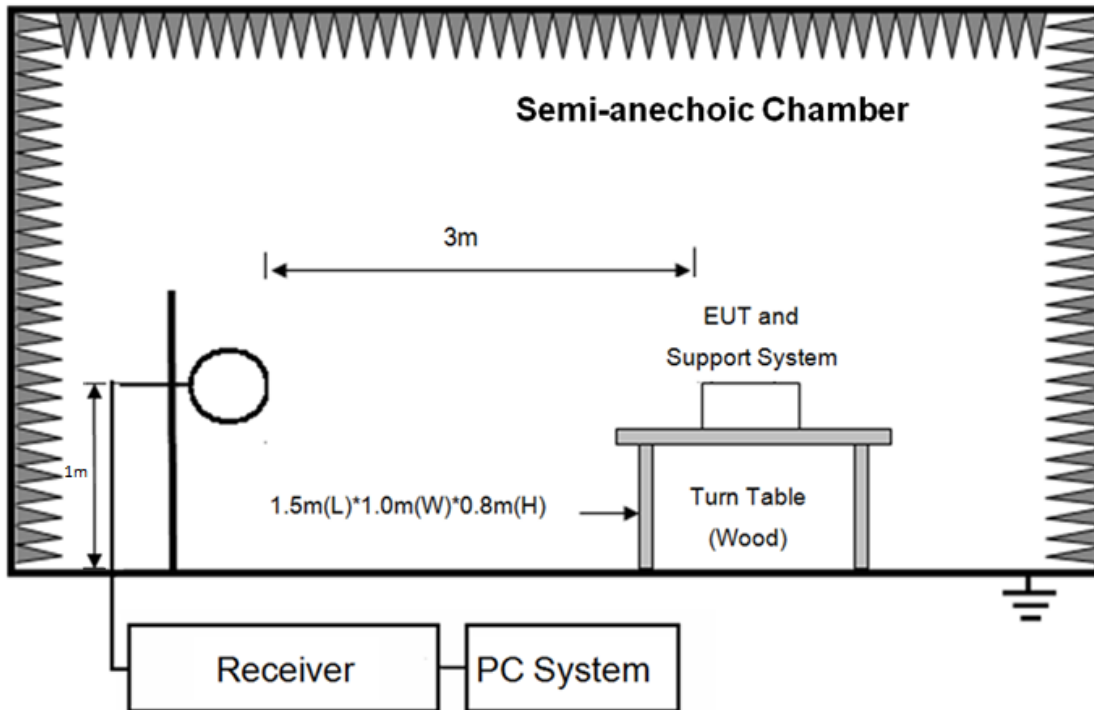 Semi-anechoic Chamber
3m
EUT and
Support System
1m
1.5m(L)*1.0m(W)*0.8m(H)
Turn Table
(Wood)
Receiver
PC System